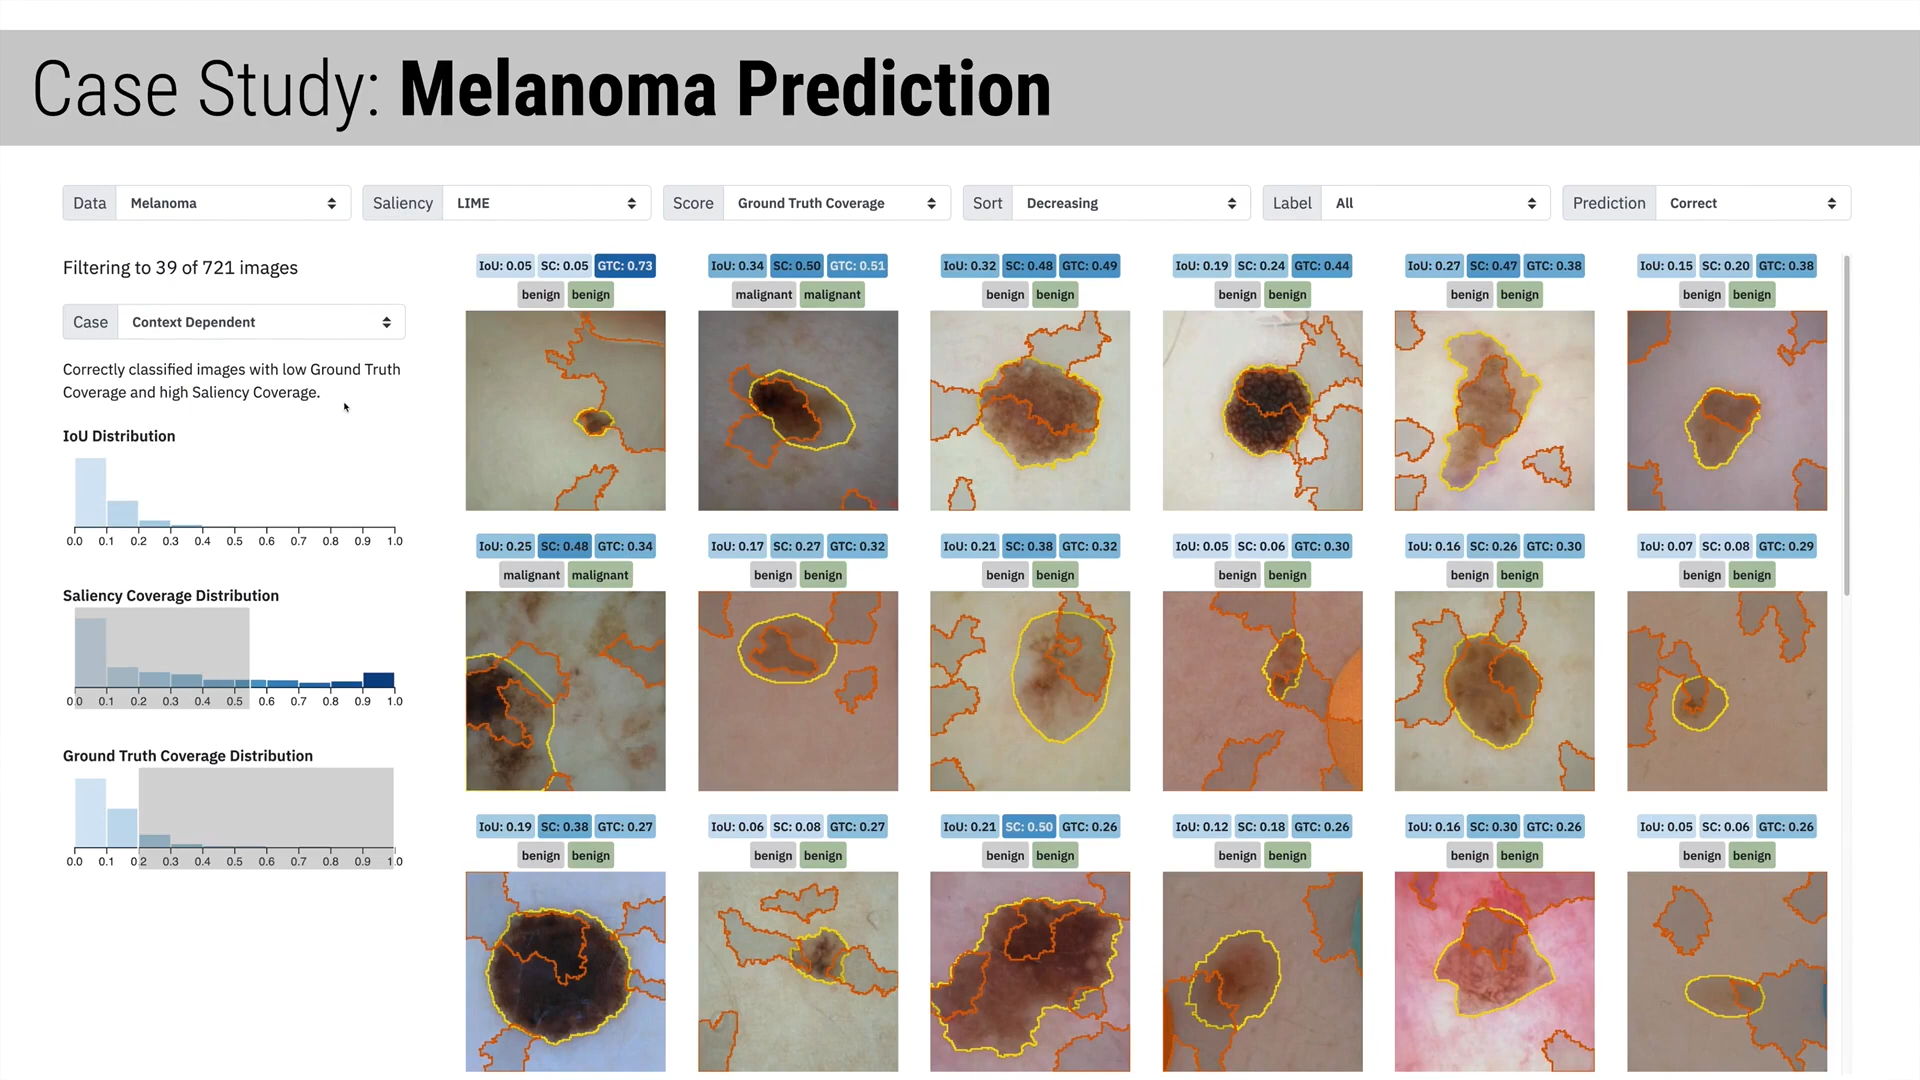 Case Study: Melanoma Prediction
Data Melanoma Saliency LIME Score Ground Truth Coverage Sort Decreasing Label All Prediction Correct
Filtering to 39 of 721 images
Case Context Dependent
Correctly classified images with low Ground Truth
Coverage and high Saliency Coverage.
IoU Distribution
0.0 0.1 0.2 0.3 0.4 0.5 0.6 0.7 0.8 0.9 1.0
Saliency Coverage Distribution
0.0 0.1 0.2 0.3 0.4 0.5 0.6 0.7 0.8 0.9 1.0
Ground Truth Coverage Distribution
0.0 0.1 0.2 0.3 0.4 0.5 0.6 0.7 0.8 0.9 1.0
IoU: 0.05 SC: 0.05 GTC: 0.73
benign benign
IoU: 0.34 SC: 0.50 GTC: 0.51
malignant malignant
IoU: 0.32 SC: 0.48 GTC: 0.49
benign benign
IoU: 0.19 SC: 0.24 GTC: 0.44
benign benign
IoU: 0.27 SC: 0.47 GTC: 0.38
benign benign
IoU: 0.15 SC: 0.20 GTC: 0.38
benign benign
IoU: 0.25 SC: 0.48 GTC: 0.34
malignant malignant
IoU: 0.17 SC: 0.27 GTC: 0.32
benign benign
IoU: 0.21 SC: 0.38 GTC: 0.32
benign benign
IoU: 0.05 SC: 0.06 GTC: 0.30
benign benign
IoU: 0.16 SC: 0.26 GTC: 0.30
benign benign
IoU: 0.07 SC: 0.08 GTC: 0.29
benign benign
IoU: 0.19 SC: 0.38 GTC: 0.27
benign benign
IoU: 0.06 SC: 0.08 GTC: 0.27
benign benign
IoU: 0.21 SC: 0.50 GTC: 0.26
benign benign
IoU: 0.12 SC: 0.18 GTC: 0.26
benign benign
IoU: 0.16 SC: 0.30 GTC: 0.26
benign benign
IoU: 0.05 SC: 0.06 GTC: 0.26
benign benign